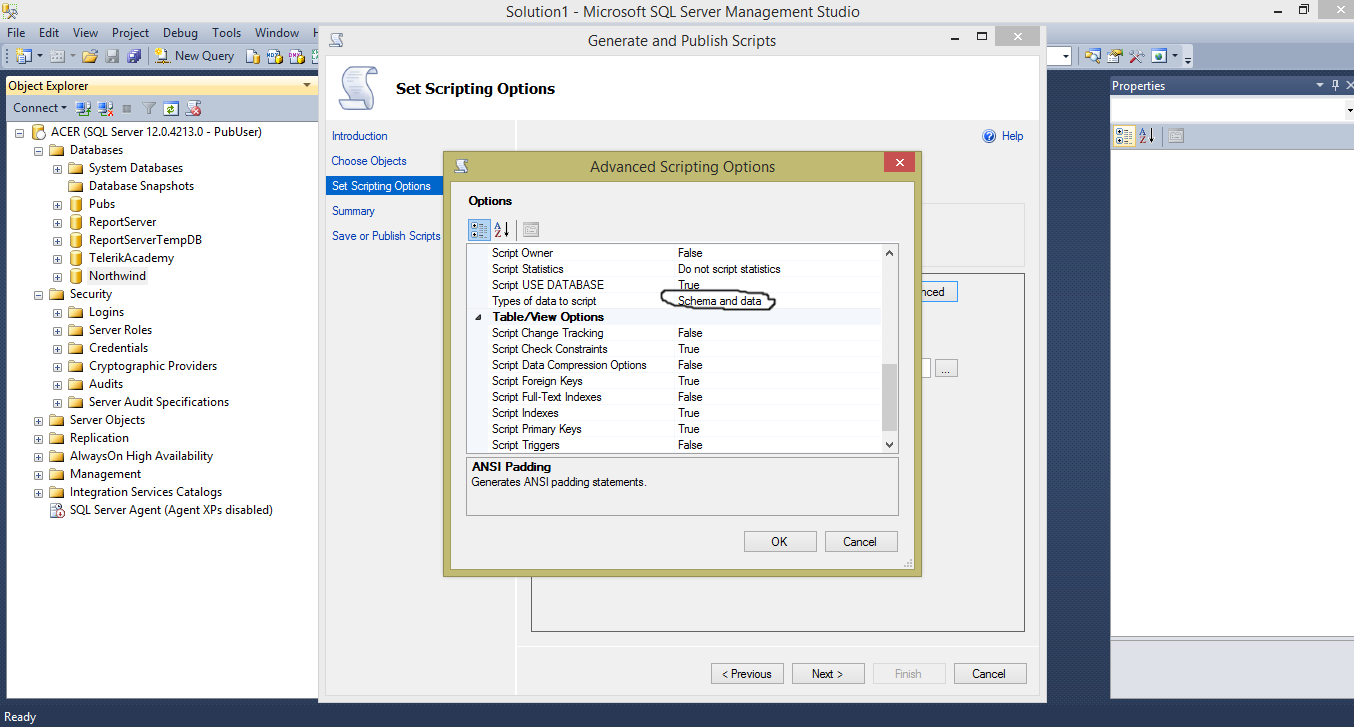 Solution1 - Microsoft SQL Server Management Studio
File Edit View Project Debug Tools Window
New Query
Generate and Publish Scripts
Set Scripting Options
Object Explorer
Connect
ACER (SQL Server 12.0.4213.0 - PubUser)
Databases
System Databases
Database Snapshots
Pubs
ReportServer
ReportServerTempDB
TelerikAcademy
Northwind
Security
Logins
Server Roles
Credentials
Cryptographic Providers
Audits
Server Audit Specifications
Server Objects
Replication
AlwaysOn High Availability
Management
Integration Services Catalogs
SQL Server Agent (Agent XPs disabled)
Introduction
Choose Objects
Set Scripting Options
Summary
Save or Publish Scripts
Help
Advanced Scripting Options
Options
Script Owner False
Script Statistics Do not script statistics
Script USE DATABASE True
Types of data to script Schema and data
Table/View Options
Script Change Tracking False
Script Check Constraints True
Script Data Compression Options False
Script Foreign Keys True
Script Full-Text Indexes False
Script Indexes True
Script Primary Keys True
Script Triggers False
ANSI Padding
Generates ANSI padding statements.
OK Cancel
...
< Previous Next > Finish Cancel
Properties
Ready